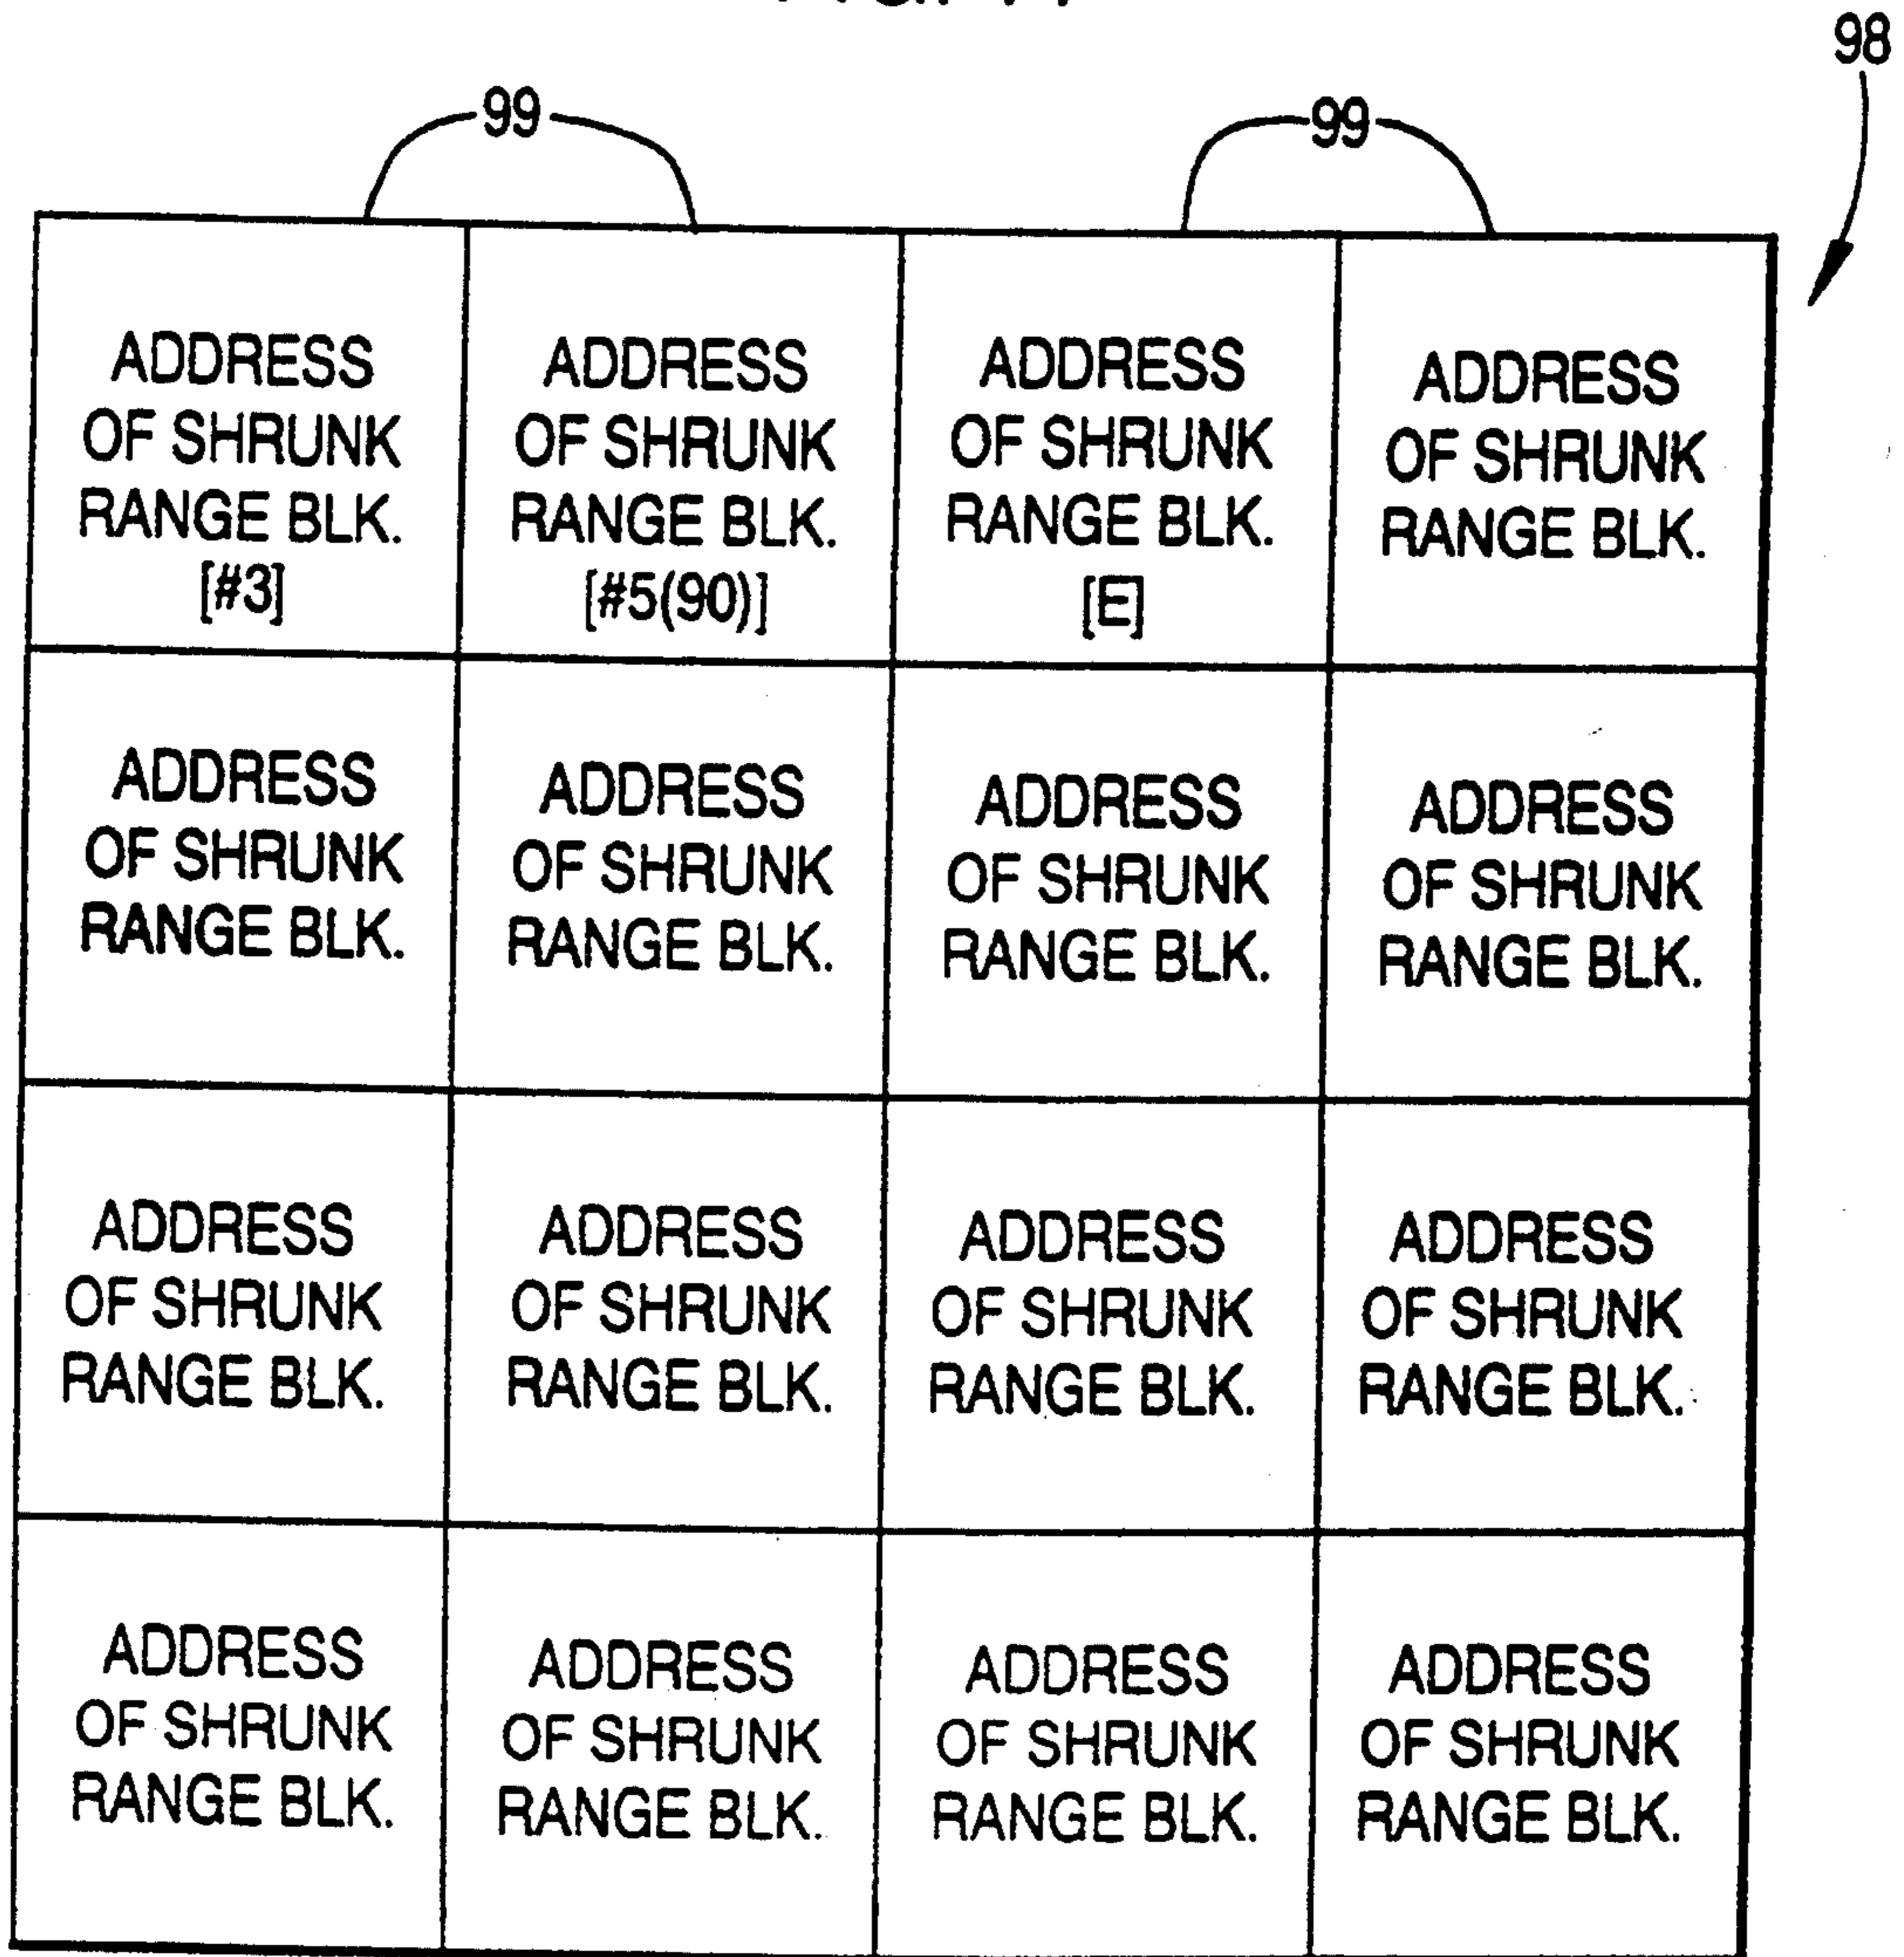 98
99 99
ADDRESS ADDRESS ADDRESS ADDRESS
OF SHRUNK OF SHRUNK OF SHRUNK OF SHRUNK
RANGE BLK. RANGE BLK. RANGE BLK. RANGE BLK.
[#3] [#5(90)] [E]
ADDRESS ADDRESS ADDRESS ADDRESS
OF SHRUNK OF SHRUNK OF SHRUNK OF SHRUNK
RANGE BLK. RANGE BLK. RANGE BLK. RANGE BLK.
ADDRESS ADDRESS ADDRESS ADDRESS
OF SHRUNK OF SHRUNK OF SHRUNK OF SHRUNK
RANGE BLK. RANGE BLK. RANGE BLK. RANGE BLK.
ADDRESS ADDRESS ADDRESS ADDRESS
OF SHRUNK OF SHRUNK OF SHRUNK OF SHRUNK
RANGE BLK. RANGE BLK. RANGE BLK. RANGE BLK.